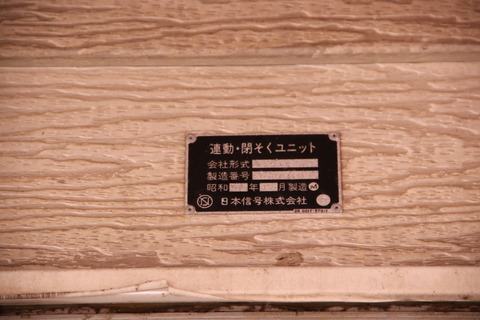 連動・閉そくユニット
会社形式
製造番号
昭和 年 月製造
日本信号株式会社